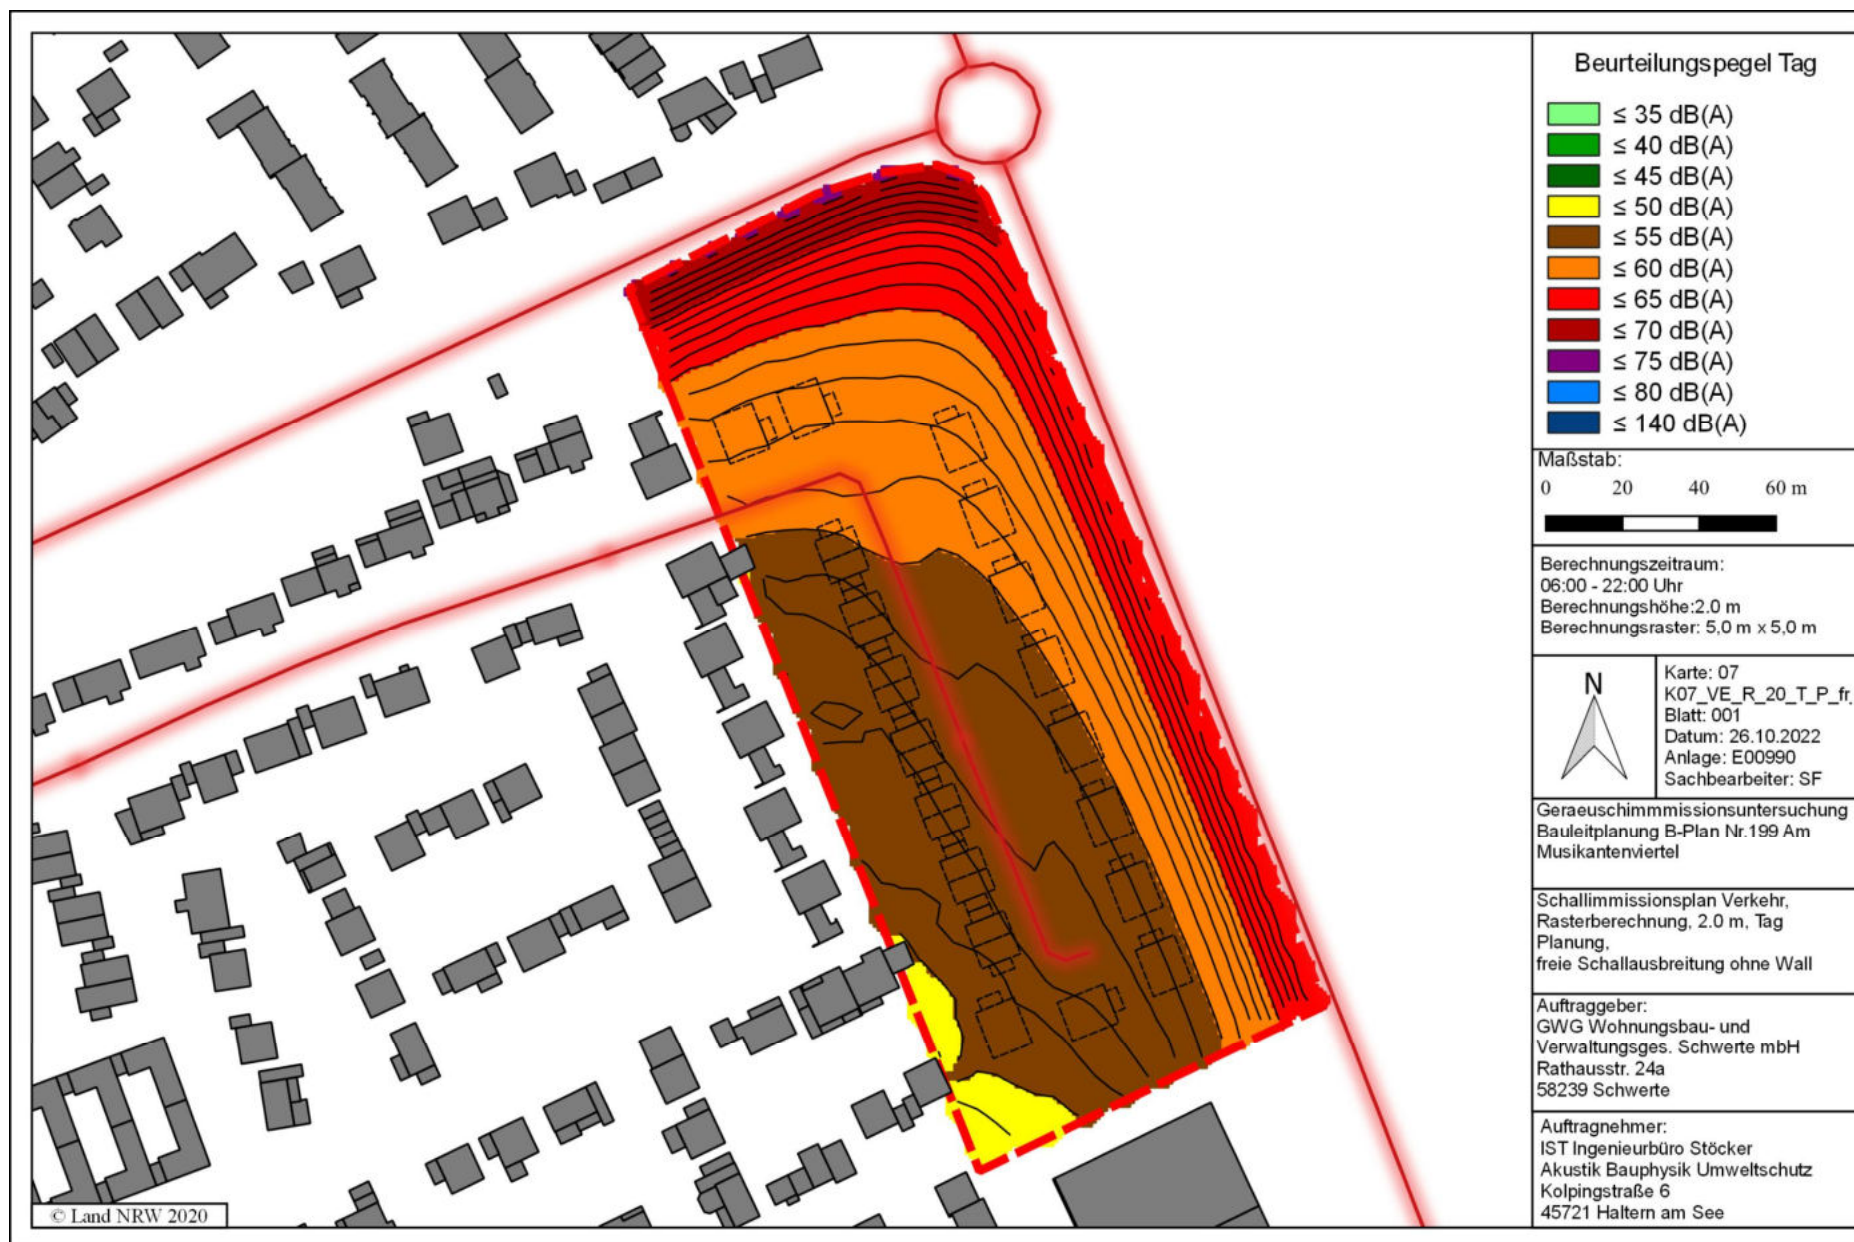 Beurteilungspegel Tag
≤ 35 dB(A)
≤ 40 dB(A)
≤ 45 dB(A)
≤ 50 dB(A)
≤ 55 dB(A)
≤ 60 dB(A)
≤ 65 dB(A)
≤ 70 dB(A)
≤ 75 dB(A)
≤ 80 dB(A)
≤ 140 dB(A)
Maßstab:
0 20 40 60 m
Berechnungszeitraum:
06:00 - 22:00 Uhr
Berechnungshöhe:2.0 m
Berechnungsraster: 5,0 m x 5,0 m
N
Karte: 07
K07_VE_R_20_T_P_fr.
Blatt: 001
Datum: 26.10.2022
Anlage: E00990
Sachbearbeiter: SF
Geraeuschimmmissionsuntersuchung
Bauleitplanung B-Plan Nr.199 Am
Musikantenviertel
Schallimmissionsplan Verkehr,
Rasterberechnung, 2.0 m, Tag
Planung,
freie Schallausbreitung ohne Wall
Auftraggeber:
GWG Wohnungsbau- und
Verwaltungsges. Schwerte mbH
Rathausstr. 24a
58239 Schwerte
Auftragnehmer:
IST Ingenieurbüro Stöcker
Akustik Bauphysik Umweltschutz
Kolpingstraße 6
45721 Haltern am See
© Land NRW 2020